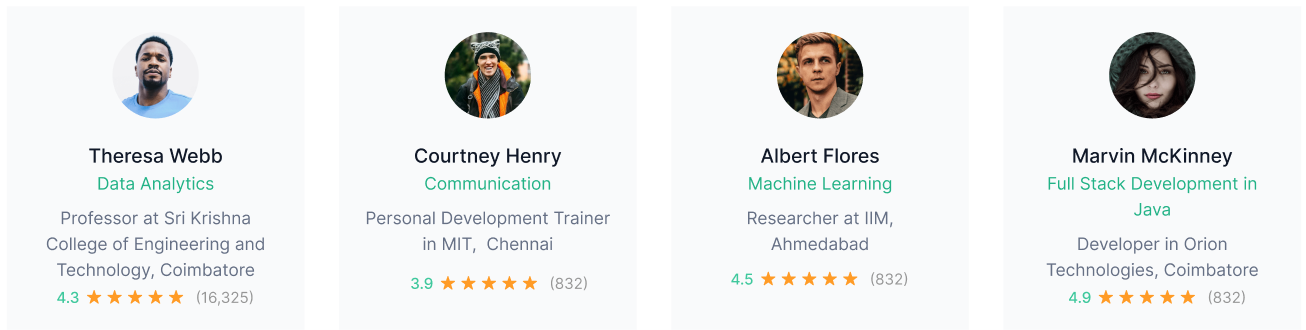 Theresa Webb
Data Analytics
Professor at Sri Krishna
College of Engineering and
Technology, Coimbatore
4.3 (16,325)
Courtney Henry
Communication
Personal Development Trainer
in MIT,  Chennai
3.9 (832)
Albert Flores
Machine Learning
Researcher at IIM,
Ahmedabad
4.5 (832)
Marvin McKinney
Full Stack Development in
Java
Developer in Orion
Technologies, Coimbatore
4.9 (832)